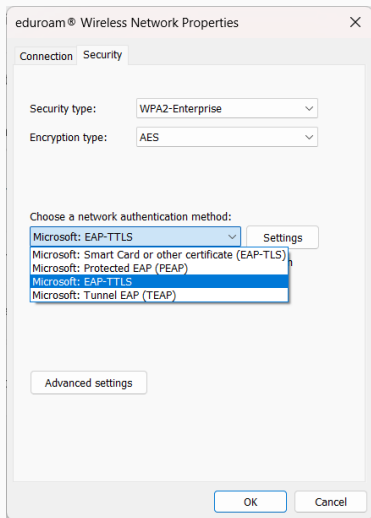 eduroam® Wireless Network Properties
Connection Security
Security type: WPA2-Enterprise
Encryption type: AES
Choose a network authentication method:
Microsoft: EAP-TTLS Settings
Microsoft: Smart Card or other certificate (EAP-TLS)
Microsoft: Protected EAP (PEAP)
Microsoft: EAP-TTLS
Microsoft: Tunnel EAP (TEAP)
Advanced settings
OK Cancel